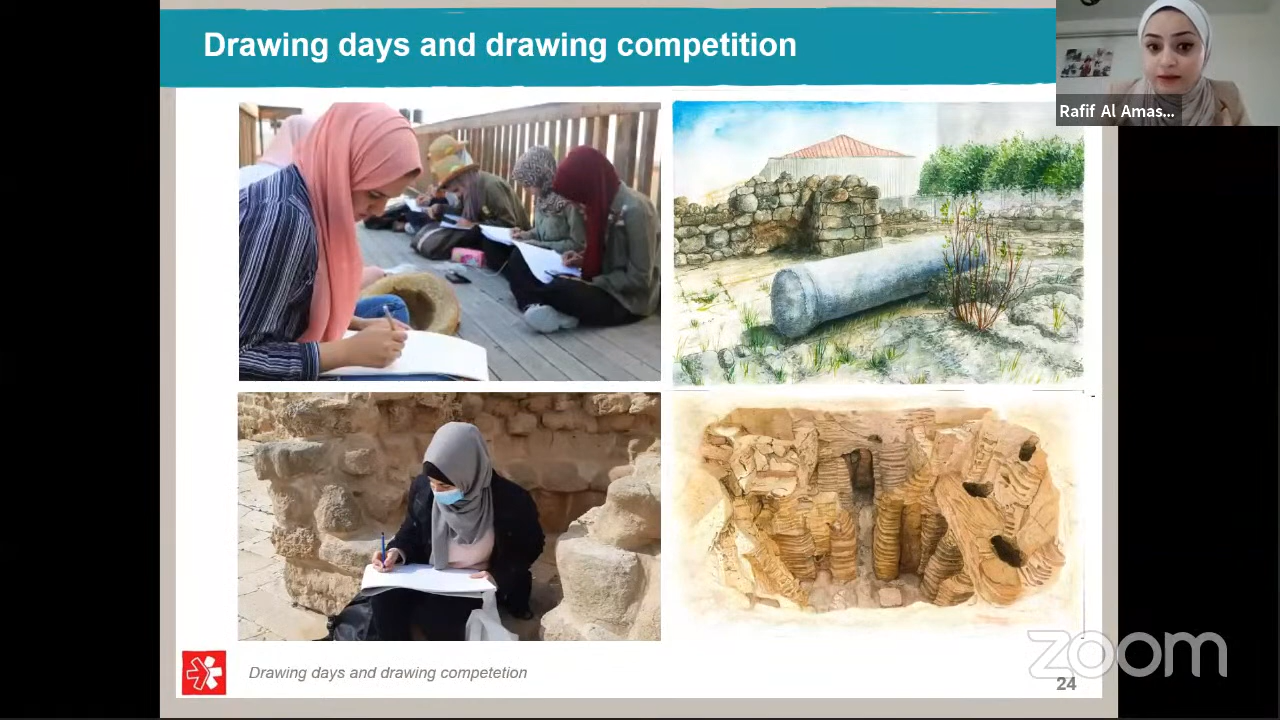 Drawing days and drawing competition
Rafif Al Amas...
Drawing days and drawing competetion
zoom
24